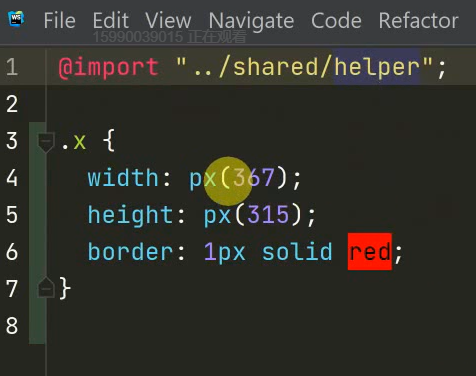 WS File Edit View Navigate Code Refactor
15990039015 正在观看
1 @import "../shared/helper";
2
3 .x {
4 width: px(367);
5 height: px(315);
6 border: 1px solid red;
7 }
8